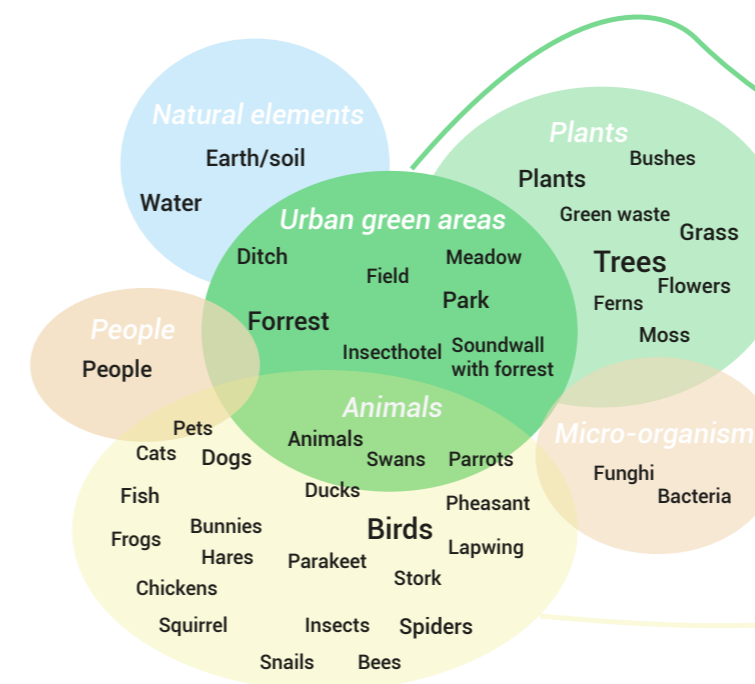 Natural elements
Earth/soil
Water
Plants
Bushes
Plants
Green waste
Grass
Trees
Flowers
Ferns
Moss
Urban green areas
Ditch
Meadow
Field
Park
Forrest
Insecthotel
Soundwall
with forrest
People
People
Animals
Pets
Animals
Cats
Dogs
Swans
Parrots
Fish
Ducks
Pheasant
Frogs
Bunnies
Birds
Hares
Parakeet
Lapwing
Chickens
Stork
Squirrel
Insects
Spiders
Snails
Bees
Micro-organism
Funghi
Bacteria